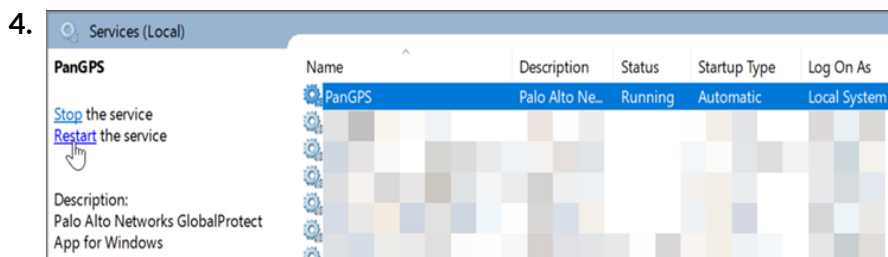 4.
Services (Local)
PanGPS
Stop the service
Restart the service
Description:
Palo Alto Networks GlobalProtect
App for Windows
Name Description Status Startup Type Log On As
PanGPS Palo Alto Ne... Running Automatic Local System